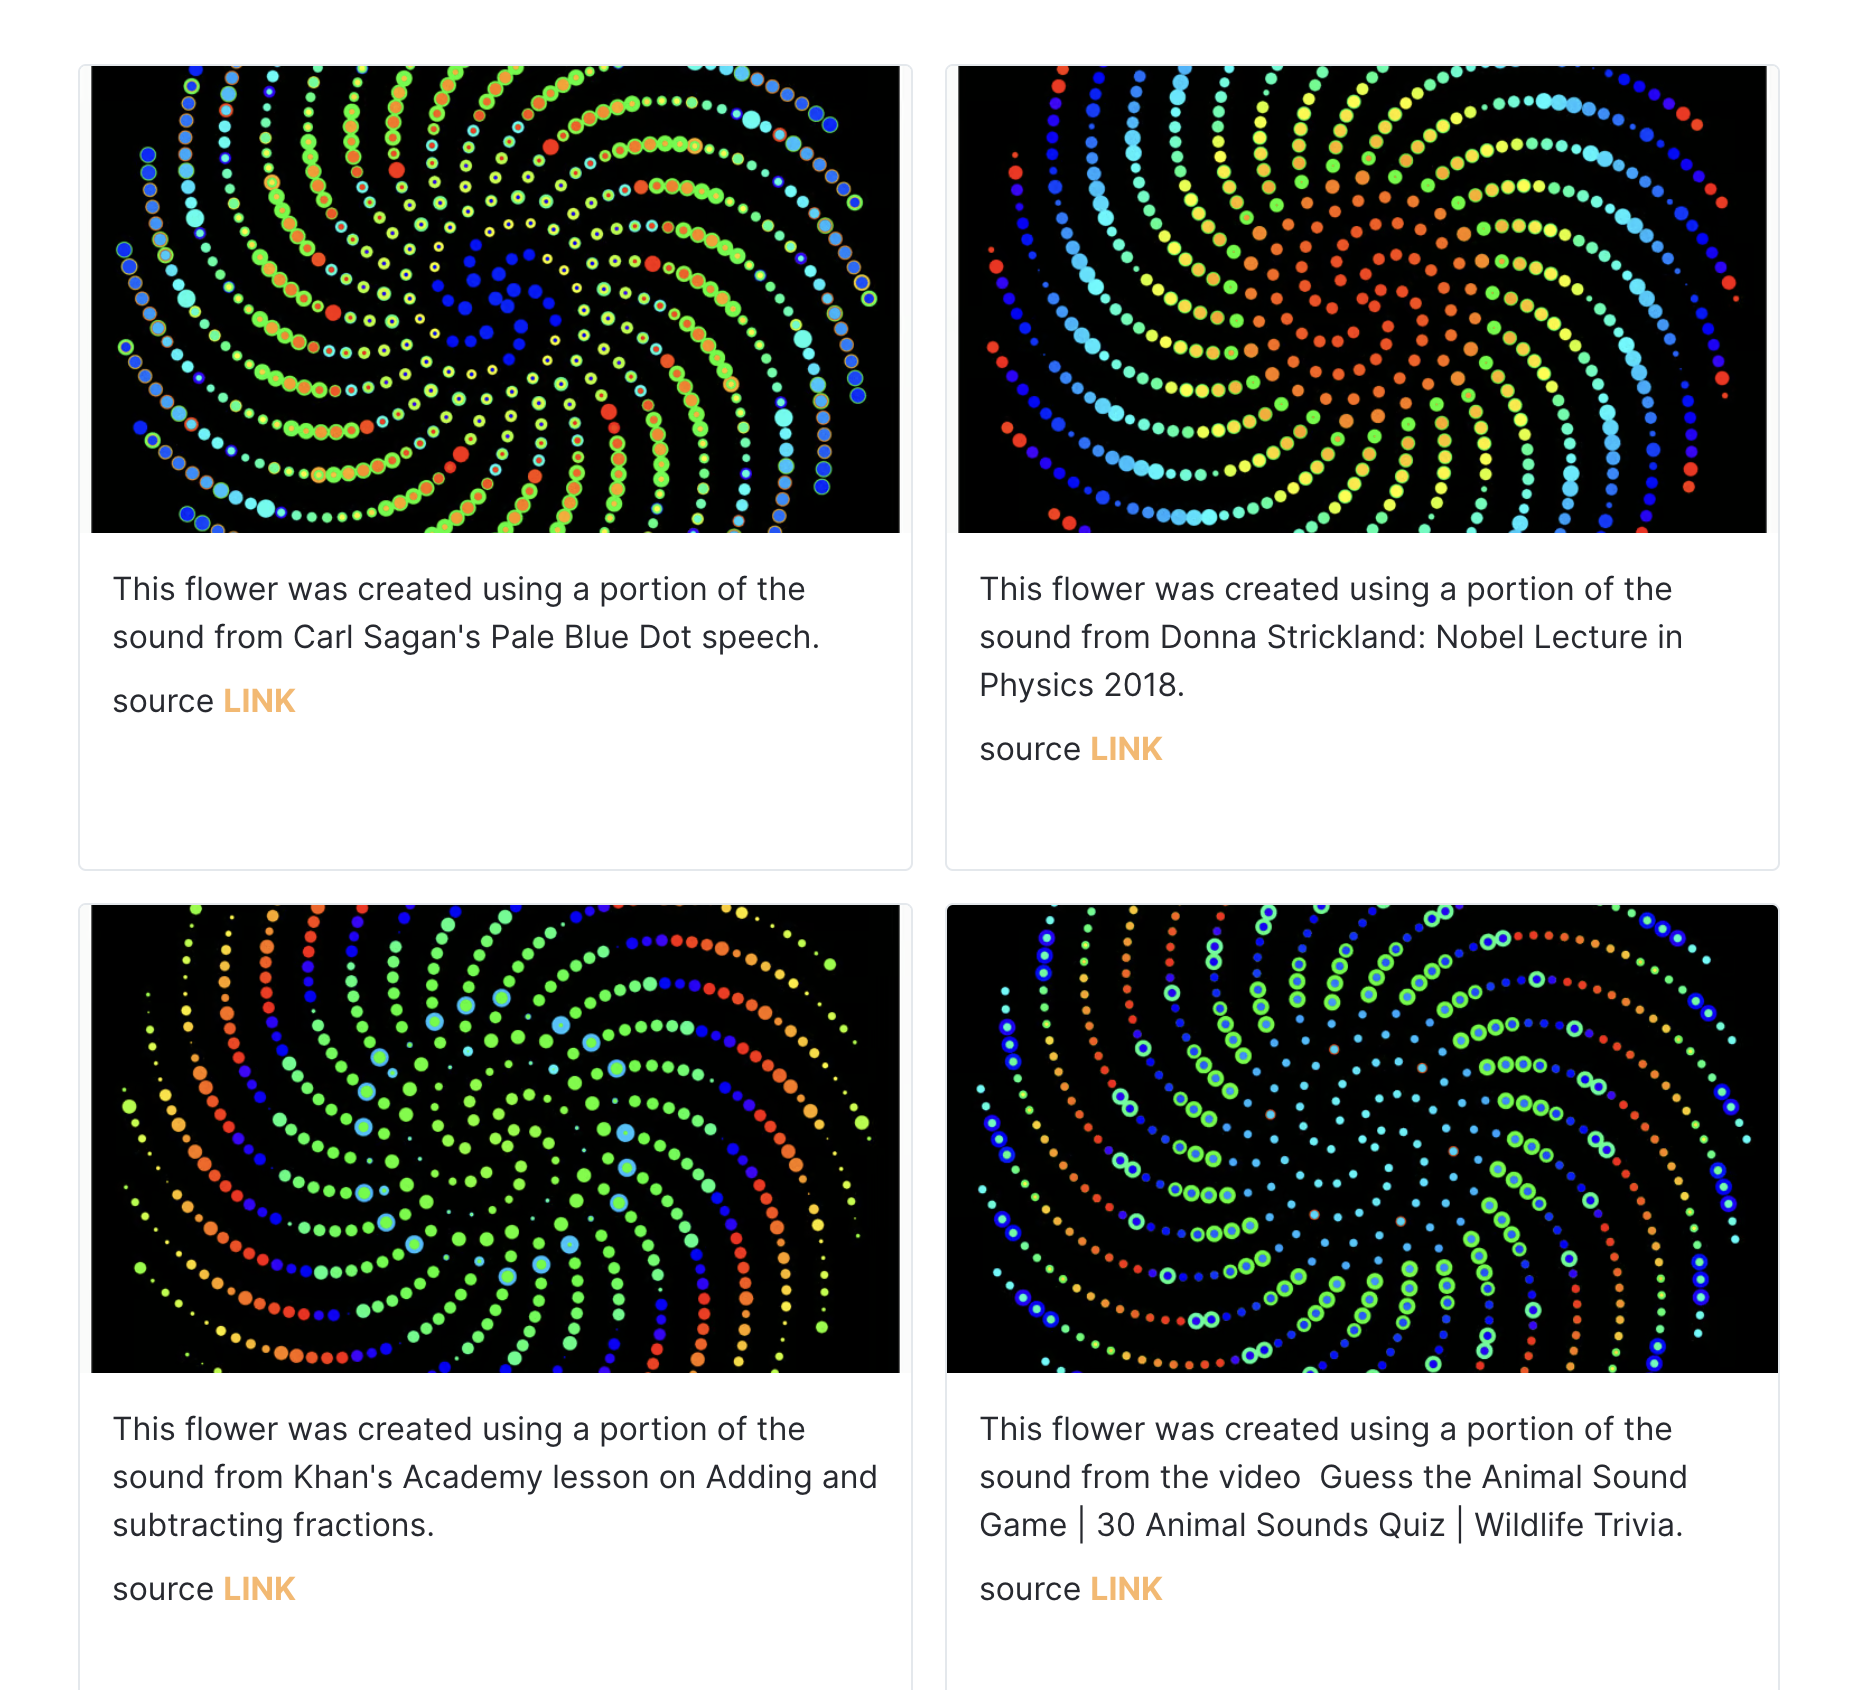 This flower was created using a portion of the
sound from Carl Sagan's Pale Blue Dot speech.
source LINK
This flower was created using a portion of the
sound from Donna Strickland: Nobel Lecture in
Physics 2018.
source LINK
This flower was created using a portion of the
sound from Khan's Academy lesson on Adding and
subtracting fractions.
source LINK
This flower was created using a portion of the
sound from the video  Guess the Animal Sound
Game | 30 Animal Sounds Quiz | Wildlife Trivia.
source LINK